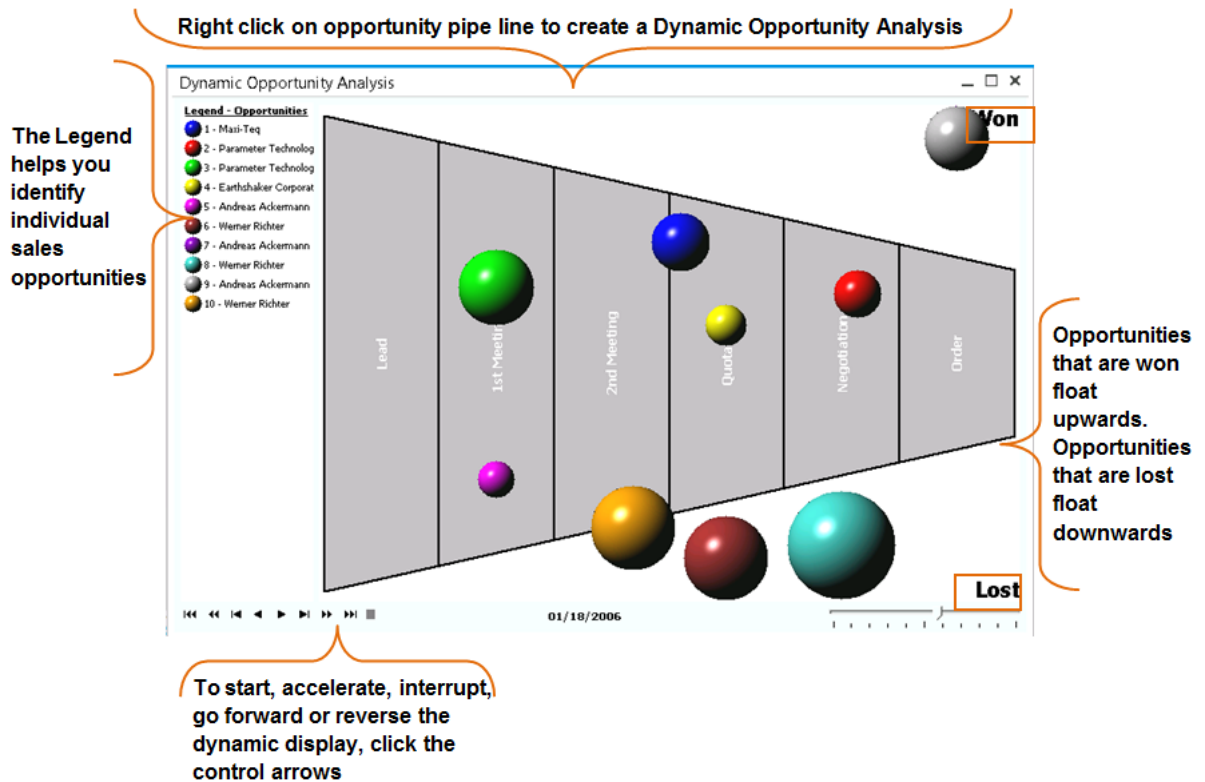 Right click on opportunity pipe line to create a Dynamic Opportunity Analysis
The Legend
helps you
identify
individual
sales
opportunities
Dynamic Opportunity Analysis
Legend - Opportunities
1 - Maxi-Teq
2 - Parameter Technolog
3 - Parameter Technolog
4 - Earthshaker Corporat
5 - Andreas Ackermann
6 - Werner Richter
7 - Andreas Ackermann
8 - Werner Richter
9 - Andreas Ackermann
10 - Werner Richter
Won
Lead
1st Meetin
2nd Meeting
Quota
Negotiation
Order
Lost
01/18/2006
Opportunities
that are won
float
upwards.
Opportunities
that are lost
float
downwards
To start, accelerate, interrupt,
go forward or reverse the
dynamic display, click the
control arrows